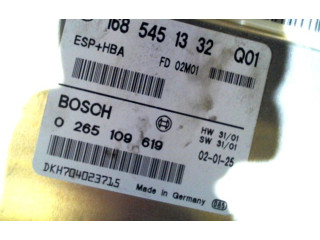 168 545 13 32 Q01
ESP+HBA FD 02M01
BOSCH
0 265 109 619
HW 31/01
SW 31/01
02-01-25
DKH704023715
Made in Germany